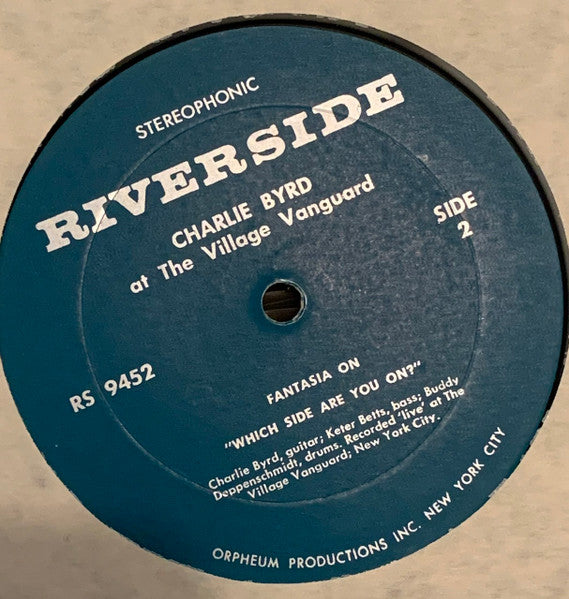 STEREOPHONIC
RIVERSIDE
CHARLIE BYRD
at The Village Vanguard
SIDE
2
RS 9452
FANTASIA ON
"WHICH SIDE ARE YOU ON?"
Charlie Byrd, guitar; Keter Betts, bass; Buddy
Deppenschmidt, drums. Recorded 'live' at The
Village Vanguard; New York City.
ORPHEUM PRODUCTIONS INC. NEW YORK CITY